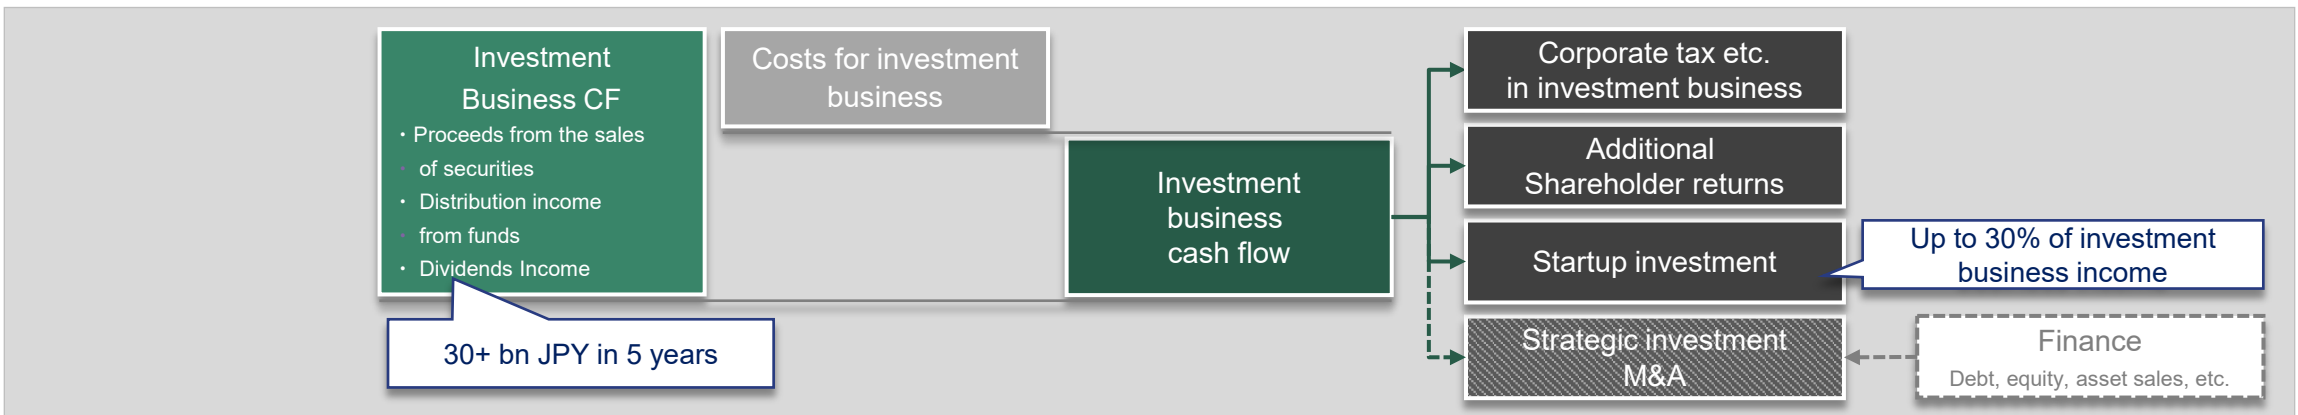 Investment
Business CF
・Proceeds from the sales
・ of securities
・ Distribution income
・ from funds
・ Dividends Income
30+ bn JPY in 5 years
Costs for investment
business
Investment
business
cash flow
Corporate tax etc.
in investment business
Additional
Shareholder returns
Startup investment
Up to 30% of investment
business income
Strategic investment
M&A
Finance
Debt, equity, asset sales, etc.